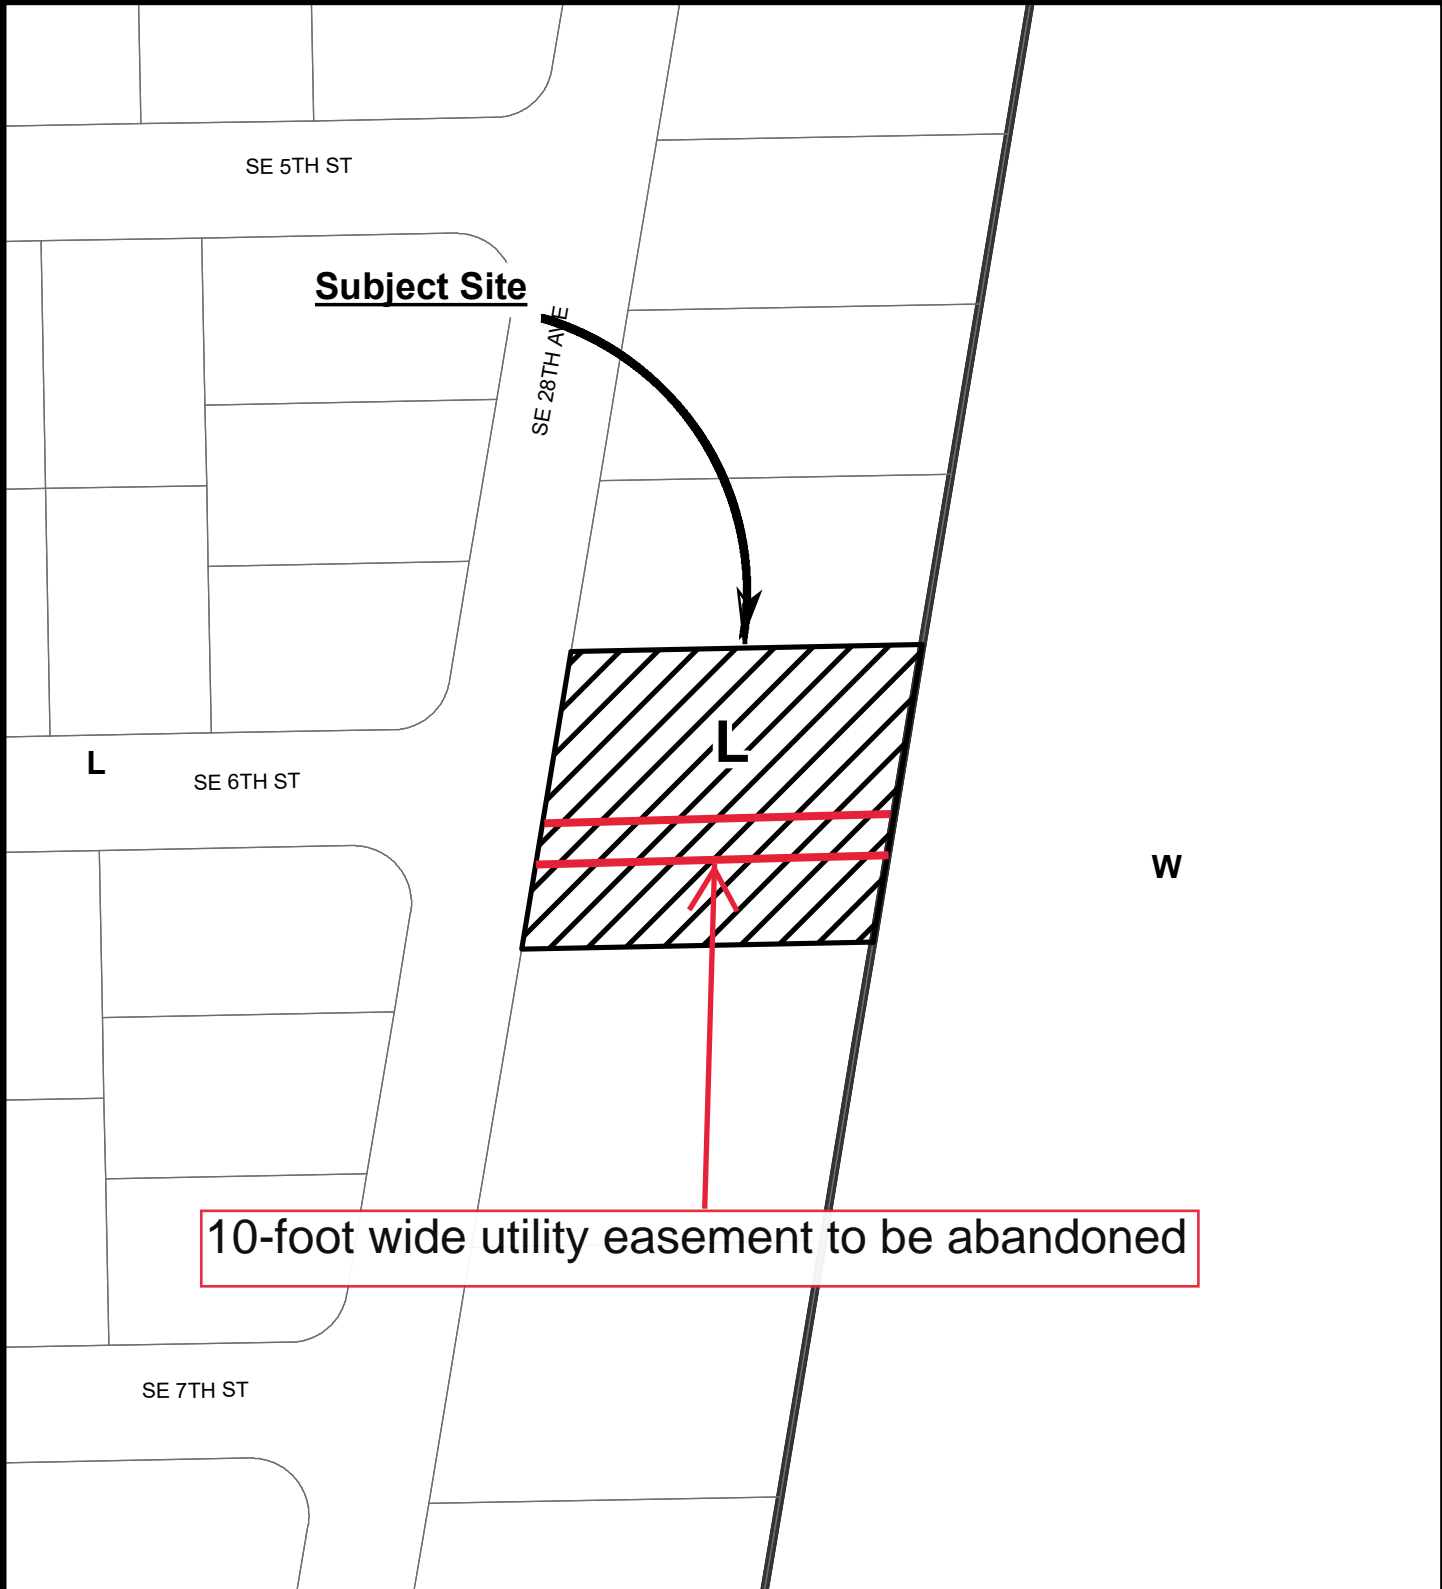 SE 5TH ST
Subject Site
SE 28TH AVE
L
L
SE 6TH ST
W
10-foot wide utility easement to be abandoned
SE 7TH ST